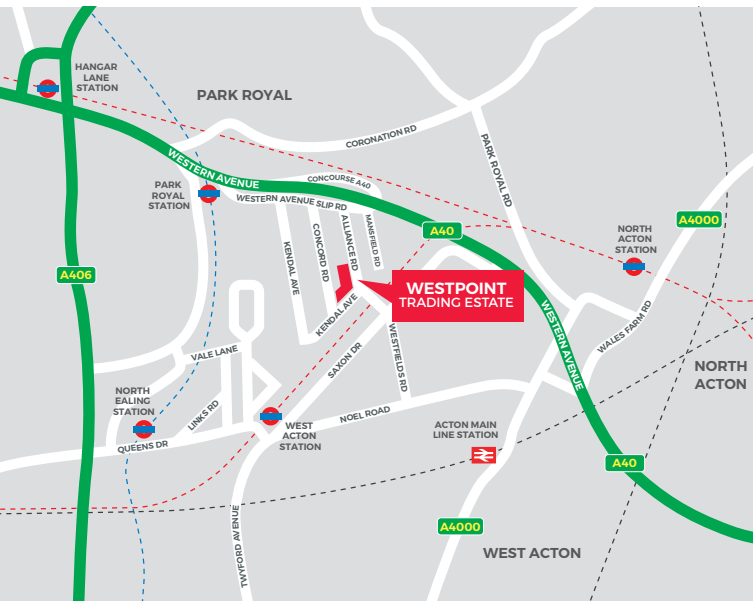 HANGAR
LANE
STATION
PARK ROYAL
CORONATION RD
PARK ROYAL RD
WESTERN AVENUE
CONCOURSE A40
PARK
ROYAL
STATION
WESTERN AVENUE SLIP RD
MANSFIELD RD
ALLIANCE RD
CONCORD RD
KENDAL AVE
A40
A4000
NORTH
ACTON
STATION
A406
WESTPOINT
TRADING ESTATE
KENDAL AVE
WESTERN AVENUE
WALES FARM RD
VALE LANE
SAXON DR
WESTFIELDS RD
NORTH
ACTON
NORTH
EALING
STATION
LINKS RD
NOEL ROAD
WEST
ACTON
STATION
ACTON MAIN
LINE STATION
QUEENS DR
A40
TWYFORD AVENUE
A4000
WEST ACTON